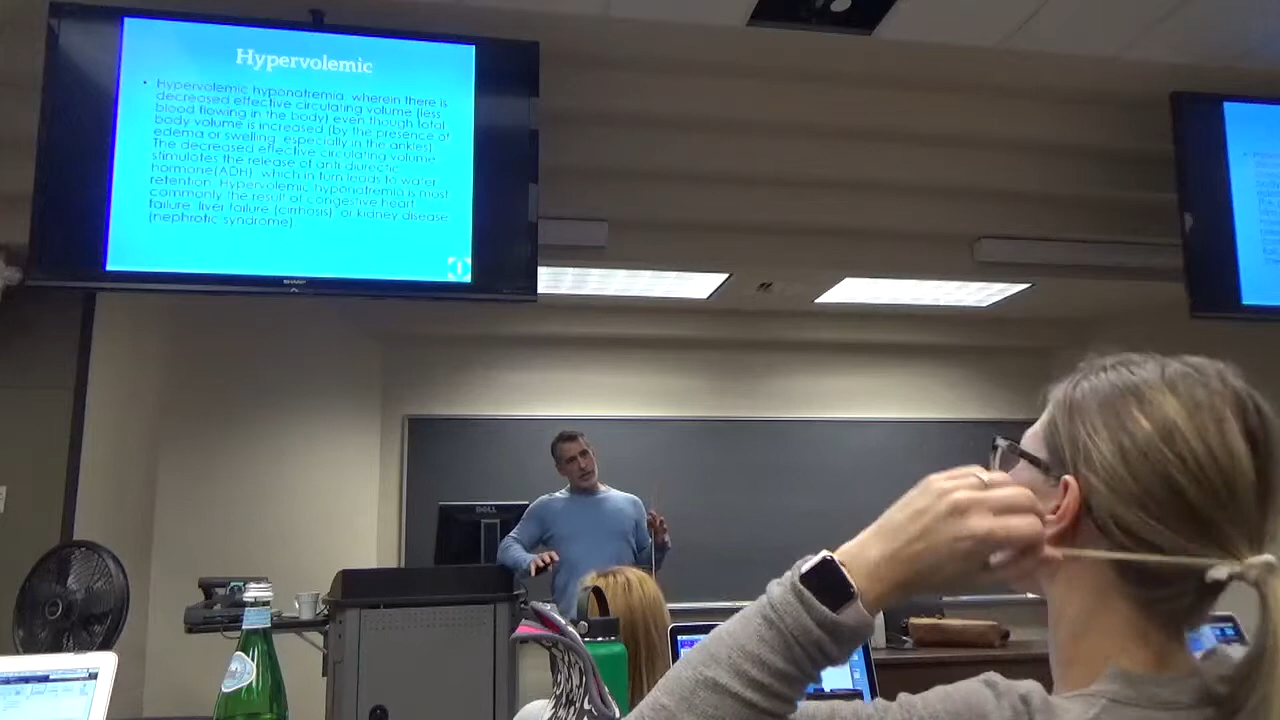 Hypervolemic
• Hypervolemic hyponatremia, wherein there is
decreased effective circulating volume (less
blood flowing in the body) even though total
body volume is increased (by the presence of
edema or swelling, especially in the ankles).
The decreased effective circulating volume
stimulates the release of anti-diuretic
hormone(ADH), which in turn leads to water
retention. Hypervolemic hyponatremia is most
commonly the result of congestive heart
failure, liver failure (cirrhosis), or kidney disease
(nephrotic syndrome).
SHARP
DELL